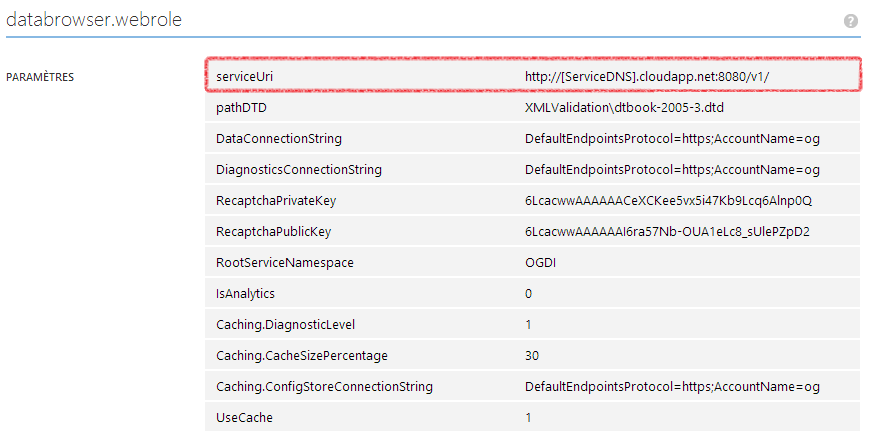 databrowser.webrole
?
PARAMÈTRES
serviceUri http://[ServiceDNS].cloudapp.net:8080/v1/
pathDTD XMLValidation\dtbook-2005-3.dtd
DataConnectionString DefaultEndpointsProtocol=https;AccountName=og
DiagnosticsConnectionString DefaultEndpointsProtocol=https;AccountName=og
RecaptchaPrivateKey 6LcacwwAAAAAACeXCKee5vx5i47Kb9Lcq6Alnp0Q
RecaptchaPublicKey 6LcacwwAAAAAAI6ra57Nb-OUA1eLc8_sUlePZpD2
RootServiceNamespace OGDI
IsAnalytics 0
Caching.DiagnosticLevel 1
Caching.CacheSizePercentage 30
Caching.ConfigStoreConnectionString DefaultEndpointsProtocol=https;AccountName=og
UseCache 1